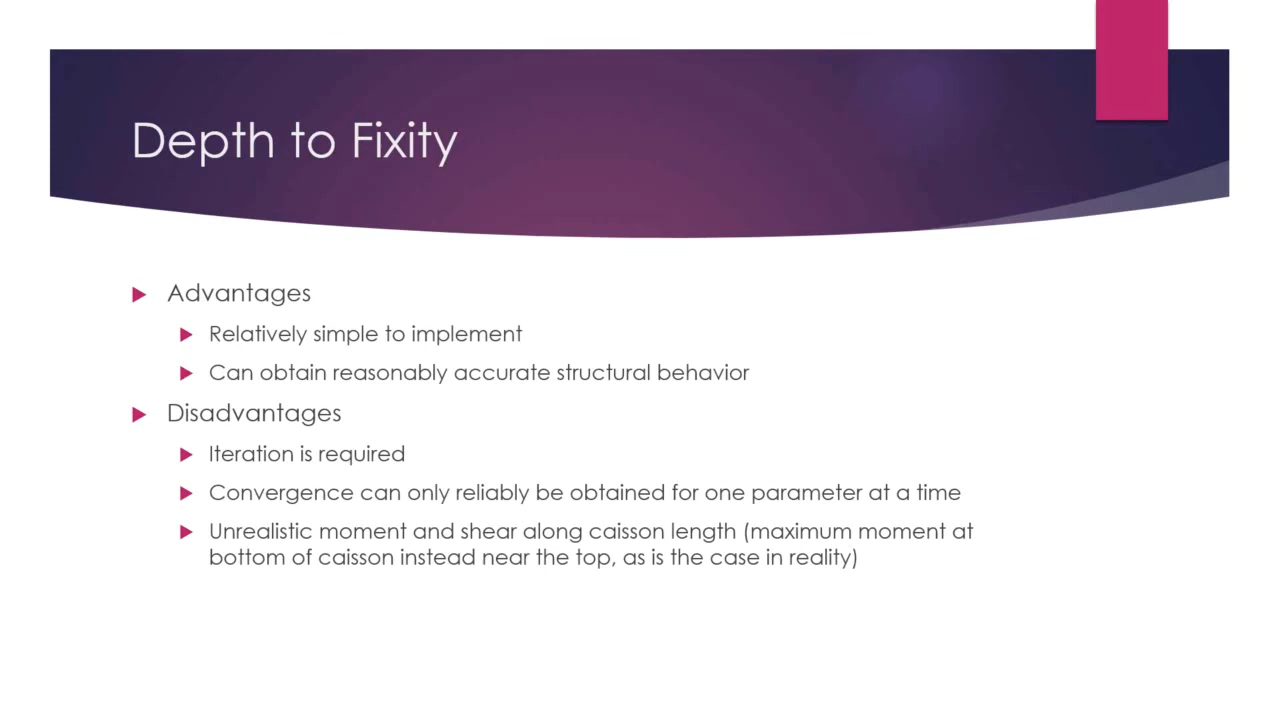 Depth to Fixity
Advantages
Relatively simple to implement
Can obtain reasonably accurate structural behavior
Disadvantages
Iteration is required
Convergence can only reliably be obtained for one parameter at a time
Unrealistic moment and shear along caisson length (maximum moment at
bottom of caisson instead near the top, as is the case in reality)